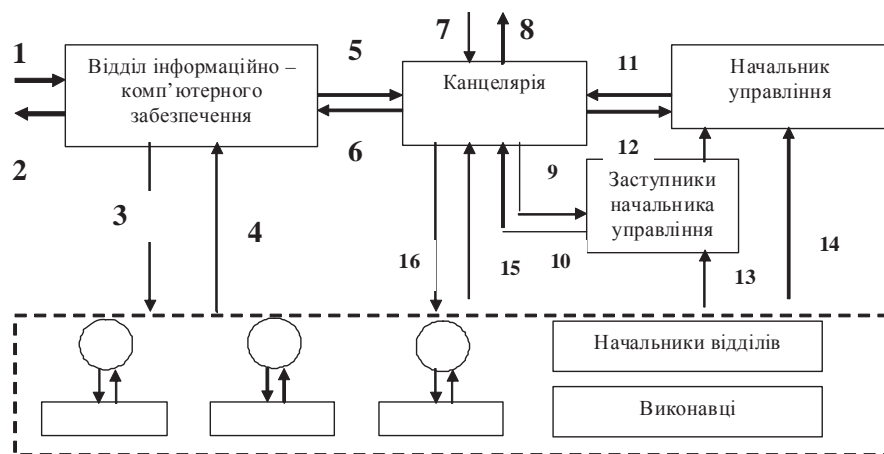 7
8
1
5
11
Відділ інформаційно –
комп’ютерного
забезпечення
Канцелярія
Начальник
управління
2
6
9
12
Заступники
начальника
управління
3
4
16
15
10
13
14
Начальники відділів
Виконавці